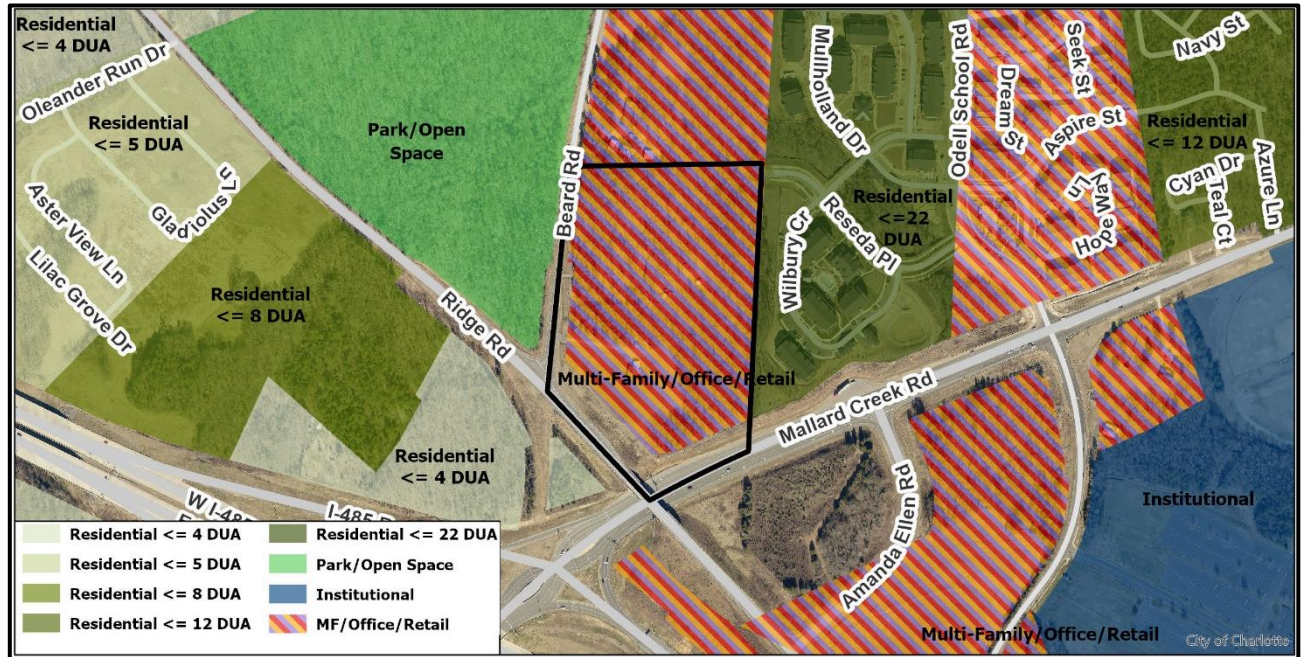 Residential
<= 4 DUA
Oleander Run Dr
Residential
<= 5 DUA
Gladiolus Ln
Aster View Ln
Lilac Grove Dr
Residential
<= 8 DUA
Park/Open
Space
Beard Rd
Ridge Rd
Residential
<= 4 DUA
Multi-Family/Office/Retail
Mullholland Dr
Odell School Rd
Residential
<=22
DUA
Wilbury Cr
Reseda Pl
Dream St
Seek St
Aspire St
Hope Way Ln
Navy St
Residential
<= 12 DUA
Cyan Dr
Teal Ct
Azure Ln
Mallard Creek Rd
Amanda Ellen Rd
Institutional
Multi-Family/Office/Retail
W I-485
I-485
Residential <= 4 DUA
Residential <= 5 DUA
Residential <= 8 DUA
Residential <= 12 DUA
Residential <= 22 DUA
Park/Open Space
Institutional
MF/Office/Retail
City of Charlotte